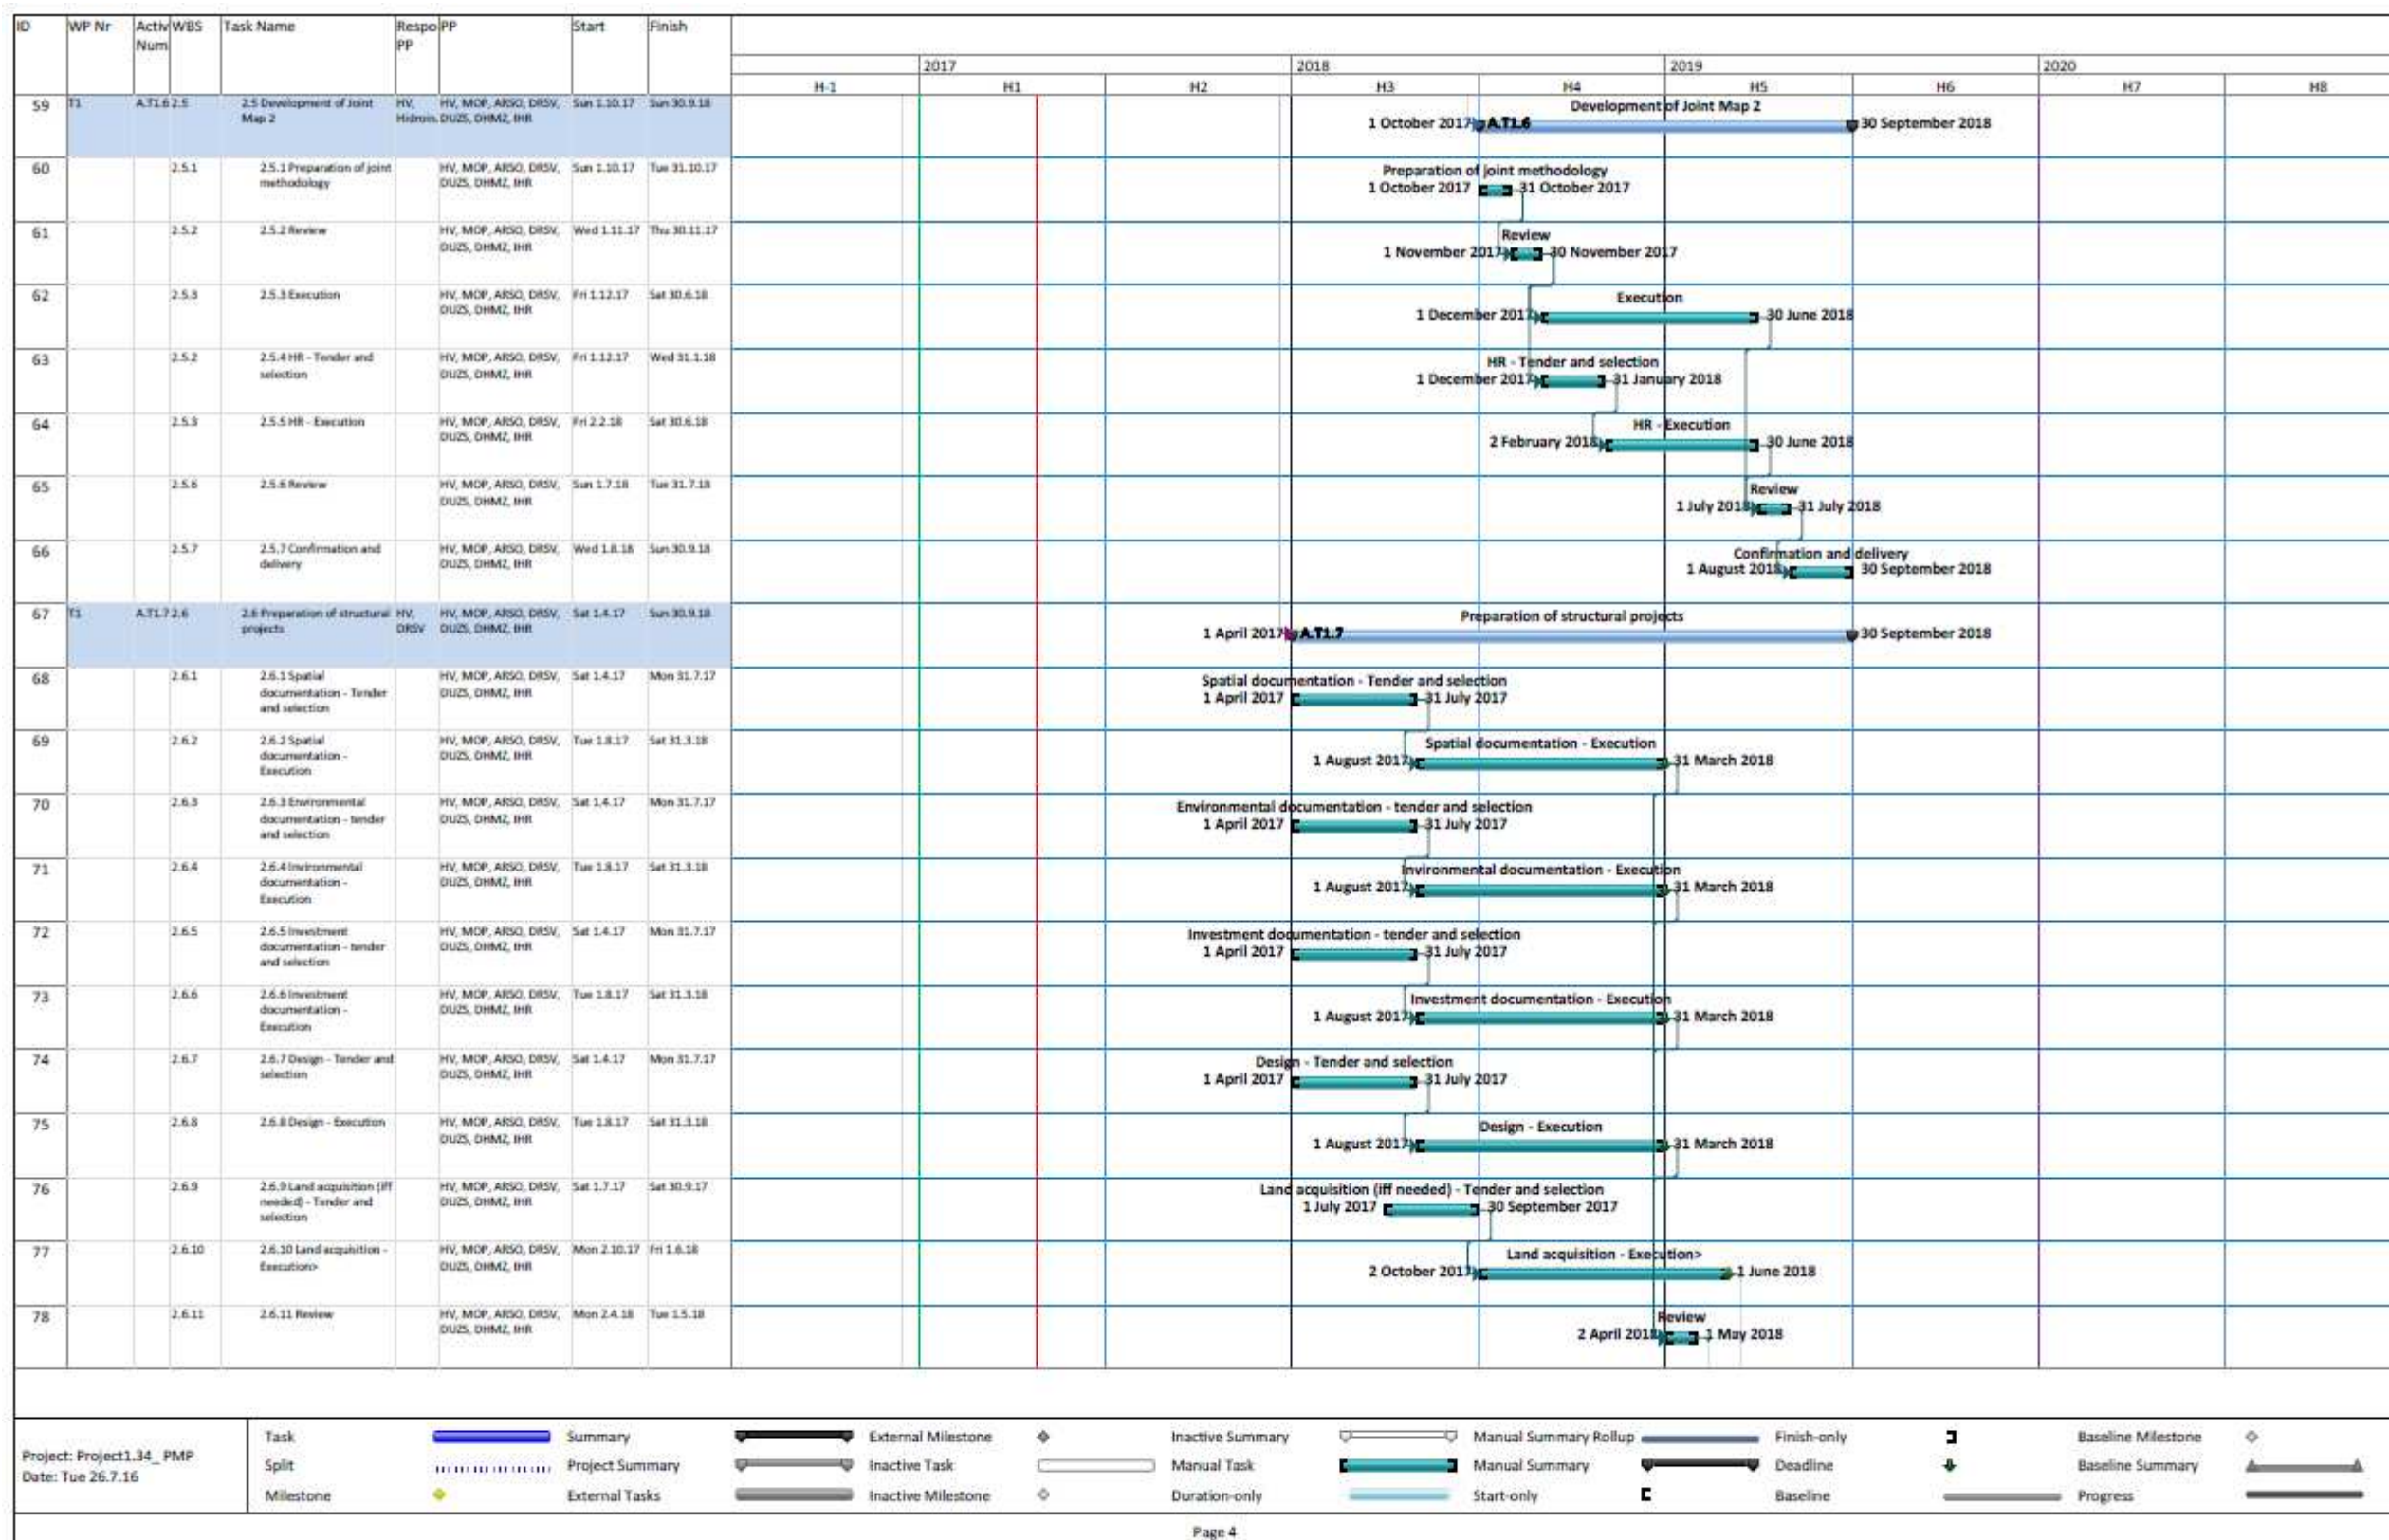 ID WP Nr Activ WBS Task Name Respo PP Start Finish
Num PP
2017 2018 2019 2020
H-1 H1 H2 H3 H4 H5 H6 H7 H8
59 T1 A.T1.6 2.5 2.5 Development of Joint HV, HV, MOP, ARSO, DRSV, Sun 1.10.17 Sun 30.9.18
Map 2 Hidroin. DUZS, DHMZ, IHR
Development of Joint Map 2
1 October 2017 A.T1.6 30 September 2018
60 2.5.1 2.5.1 Preparation of joint HV, MOP, ARSO, DRSV, Sun 1.10.17 Tue 31.10.17
methodology DUZS, DHMZ, IHR
Preparation of joint methodology
1 October 2017 31 October 2017
61 2.5.2 2.5.2 Review HV, MOP, ARSO, DRSV, Wed 1.11.17 Thu 30.11.17
DUZS, DHMZ, IHR
Review
1 November 2017 30 November 2017
62 2.5.3 2.5.3 Execution HV, MOP, ARSO, DRSV, Fri 1.12.17 Sat 30.6.18
DUZS, DHMZ, IHR
Execution
1 December 2017 30 June 2018
63 2.5.2 2.5.4 HR - Tender and HV, MOP, ARSO, DRSV, Fri 1.12.17 Wed 31.1.18
selection DUZS, DHMZ, IHR
HR - Tender and selection
1 December 2017 31 January 2018
64 2.5.3 2.5.5 HR - Execution HV, MOP, ARSO, DRSV, Fri 2.2.18 Sat 30.6.18
DUZS, DHMZ, IHR
HR - Execution
2 February 2018 30 June 2018
65 2.5.6 2.5.6 Review HV, MOP, ARSO, DRSV, Sun 1.7.18 Tue 31.7.18
DUZS, DHMZ, IHR
Review
1 July 2018 31 July 2018
66 2.5.7 2.5.7 Confirmation and HV, MOP, ARSO, DRSV, Wed 1.8.18 Sun 30.9.18
delivery DUZS, DHMZ, IHR
Confirmation and delivery
1 August 2018 30 September 2018
67 T1 A.T1.7 2.6 2.6 Preparation of structural HV, HV, MOP, ARSO, DRSV, Sat 1.4.17 Sun 30.9.18
projects DRSV DUZS, DHMZ, IHR
Preparation of structural projects
1 April 2017 A.T1.7 30 September 2018
68 2.6.1 2.6.1 Spatial HV, MOP, ARSO, DRSV, Sat 1.4.17 Mon 31.7.17
documentation - Tender DUZS, DHMZ, IHR
and selection
Spatial documentation - Tender and selection
1 April 2017 31 July 2017
69 2.6.2 2.6.2 Spatial HV, MOP, ARSO, DRSV, Tue 1.8.17 Sat 31.3.18
documentation - DUZS, DHMZ, IHR
Execution
Spatial documentation - Execution
1 August 2017 31 March 2018
70 2.6.3 2.6.3 Environmental HV, MOP, ARSO, DRSV, Sat 1.4.17 Mon 31.7.17
documentation - tender DUZS, DHMZ, IHR
and selection
Environmental documentation - tender and selection
1 April 2017 31 July 2017
71 2.6.4 2.6.4 Invironmental HV, MOP, ARSO, DRSV, Tue 1.8.17 Sat 31.3.18
documentation - DUZS, DHMZ, IHR
Execution
Invironmental documentation - Execution
1 August 2017 31 March 2018
72 2.6.5 2.6.5 Investment HV, MOP, ARSO, DRSV, Sat 1.4.17 Mon 31.7.17
documentation - tender DUZS, DHMZ, IHR
and selection
Investment documentation - tender and selection
1 April 2017 31 July 2017
73 2.6.6 2.6.6 Investment HV, MOP, ARSO, DRSV, Tue 1.8.17 Sat 31.3.18
documentation - DUZS, DHMZ, IHR
Execution
Investment documentation - Execution
1 August 2017 31 March 2018
74 2.6.7 2.6.7 Design - Tender and HV, MOP, ARSO, DRSV, Sat 1.4.17 Mon 31.7.17
selection DUZS, DHMZ, IHR
Design - Tender and selection
1 April 2017 31 July 2017
75 2.6.8 2.6.8 Design - Execution HV, MOP, ARSO, DRSV, Tue 1.8.17 Sat 31.3.18
DUZS, DHMZ, IHR
Design - Execution
1 August 2017 31 March 2018
76 2.6.9 2.6.9 Land acquisition (iff HV, MOP, ARSO, DRSV, Sat 1.7.17 Sat 30.9.17
needed) - Tender and DUZS, DHMZ, IHR
selection
Land acquisition (iff needed) - Tender and selection
1 July 2017 30 September 2017
77 2.6.10 2.6.10 Land acquisition - HV, MOP, ARSO, DRSV, Mon 2.10.17 Fri 1.6.18
Execution> DUZS, DHMZ, IHR
Land acquisition - Execution>
2 October 2017 1 June 2018
78 2.6.11 2.6.11 Review HV, MOP, ARSO, DRSV, Mon 2.4.18 Tue 1.5.18
DUZS, DHMZ, IHR
Review
2 April 2018 1 May 2018
Project: Project1.34_ PMP
Date: Tue 26.7.16
Task Summary External Milestone Inactive Summary Manual Summary Rollup Finish-only Baseline Milestone
Split Project Summary Inactive Task Manual Task Manual Summary Deadline Baseline Summary
Milestone External Tasks Inactive Milestone Duration-only Start-only Baseline Progress
Page 4